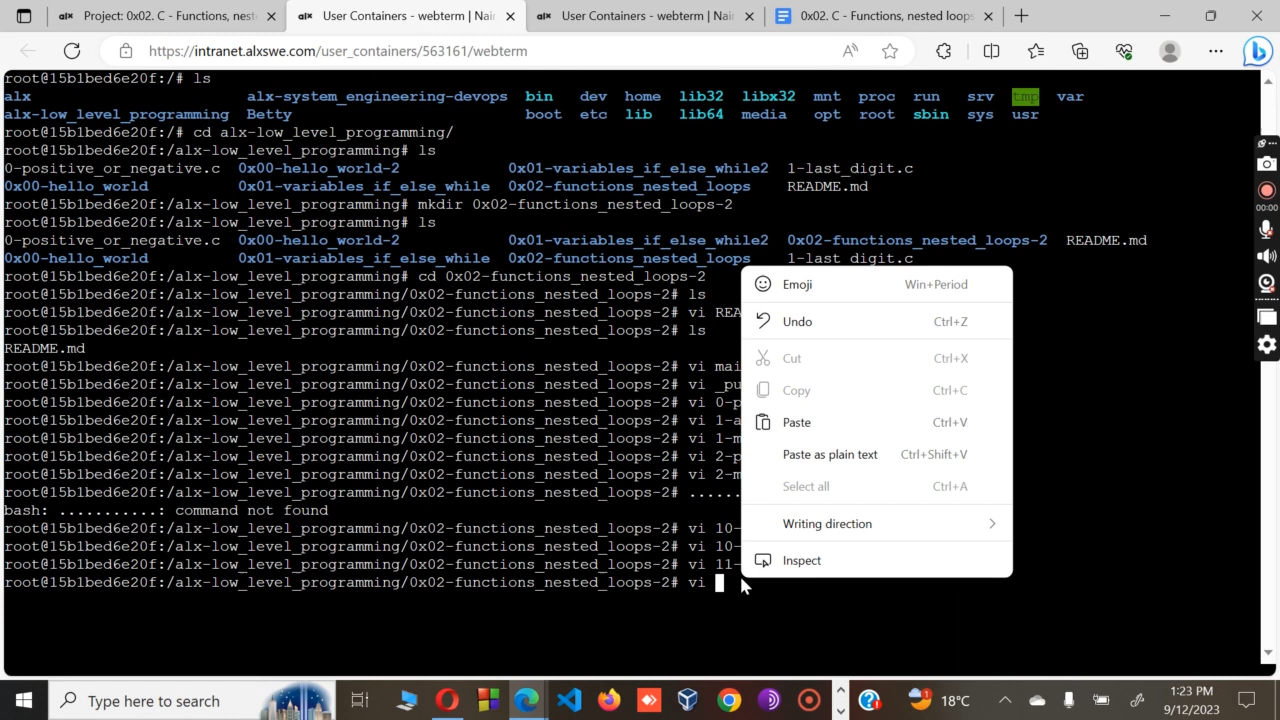 Project: 0x02. C - Functions, nest
User Containers - webterm | Nair
User Containers - webterm | Nai
0x02. C - Functions, nested loops
https://intranet.alxswe.com/user_containers/563161/webterm
root@15b1bed6e20f:/# ls
alx alx-system_engineering-devops bin dev home lib32 libx32 mnt proc run srv tmp var
alx-low_level_programming Betty boot etc lib lib64 media opt root sbin sys usr
root@15b1bed6e20f:/# cd alx-low_level_programming/
root@15b1bed6e20f:/alx-low_level_programming# ls
0-positive_or_negative.c 0x00-hello_world-2 0x01-variables_if_else_while2 1-last_digit.c
0x00-hello_world 0x01-variables_if_else_while 0x02-functions_nested_loops README.md
root@15b1bed6e20f:/alx-low_level_programming# mkdir 0x02-functions_nested_loops-2
root@15b1bed6e20f:/alx-low_level_programming# ls
0-positive_or_negative.c 0x00-hello_world-2 0x01-variables_if_else_while2 0x02-functions_nested_loops-2 README.md
0x00-hello_world 0x01-variables_if_else_while 0x02-functions_nested_loops 1-last_digit.c
root@15b1bed6e20f:/alx-low_level_programming# cd 0x02-functions_nested_loops-2
root@15b1bed6e20f:/alx-low_level_programming/0x02-functions_nested_loops-2# ls
root@15b1bed6e20f:/alx-low_level_programming/0x02-functions_nested_loops-2# vi REA
root@15b1bed6e20f:/alx-low_level_programming/0x02-functions_nested_loops-2# ls
README.md
root@15b1bed6e20f:/alx-low_level_programming/0x02-functions_nested_loops-2# vi mai
root@15b1bed6e20f:/alx-low_level_programming/0x02-functions_nested_loops-2# vi _pu
root@15b1bed6e20f:/alx-low_level_programming/0x02-functions_nested_loops-2# vi 0-p
root@15b1bed6e20f:/alx-low_level_programming/0x02-functions_nested_loops-2# vi 1-a
root@15b1bed6e20f:/alx-low_level_programming/0x02-functions_nested_loops-2# vi 1-m
root@15b1bed6e20f:/alx-low_level_programming/0x02-functions_nested_loops-2# vi 2-p
root@15b1bed6e20f:/alx-low_level_programming/0x02-functions_nested_loops-2# vi 2-m
root@15b1bed6e20f:/alx-low_level_programming/0x02-functions_nested_loops-2# ......
bash: ...........: command not found
root@15b1bed6e20f:/alx-low_level_programming/0x02-functions_nested_loops-2# vi 10-
root@15b1bed6e20f:/alx-low_level_programming/0x02-functions_nested_loops-2# vi 10-
root@15b1bed6e20f:/alx-low_level_programming/0x02-functions_nested_loops-2# vi 11-
root@15b1bed6e20f:/alx-low_level_programming/0x02-functions_nested_loops-2# vi
Emoji Win+Period
Undo Ctrl+Z
Cut Ctrl+X
Copy Ctrl+C
Paste Ctrl+V
Paste as plain text Ctrl+Shift+V
Select all Ctrl+A
Writing direction
Inspect
00:00
Type here to search
18°C
1:23 PM
9/12/2023